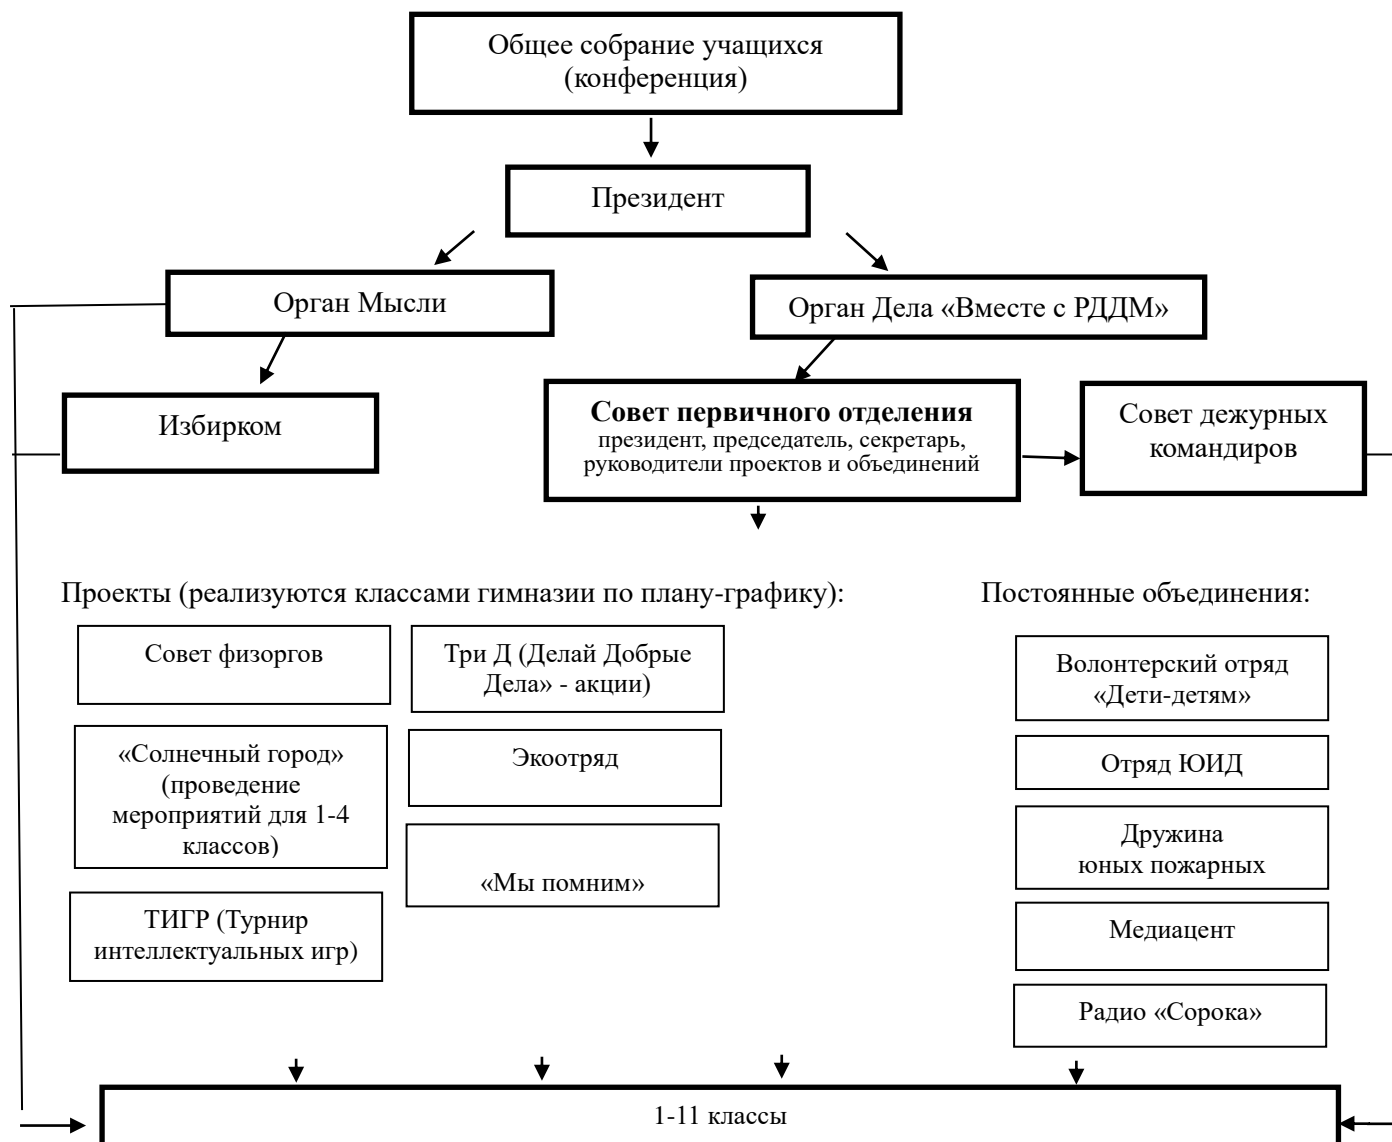 Общее собрание учащихся
(конференция)
Президент
Орган Мысли
Орган Дела «Вместе с РДДМ»
Избирком
Совет первичного отделения
президент, председатель, секретарь,
руководители проектов и объединений
Совет дежурных
командиров
Проекты (реализуются классами гимназии по плану-графику):
Постоянные объединения:
Совет физоргов
Три Д (Делай Добрые
Дела» - акции)
«Солнечный город»
(проведение
мероприятий для 1-4
классов)
Экоотряд
«Мы помним»
ТИГР (Турнир
интеллектуальных игр)
Волонтерский отряд
«Дети-детям»
Отряд ЮИД
Дружина
юных пожарных
Медиацент
Радио «Сорока»
1-11 классы